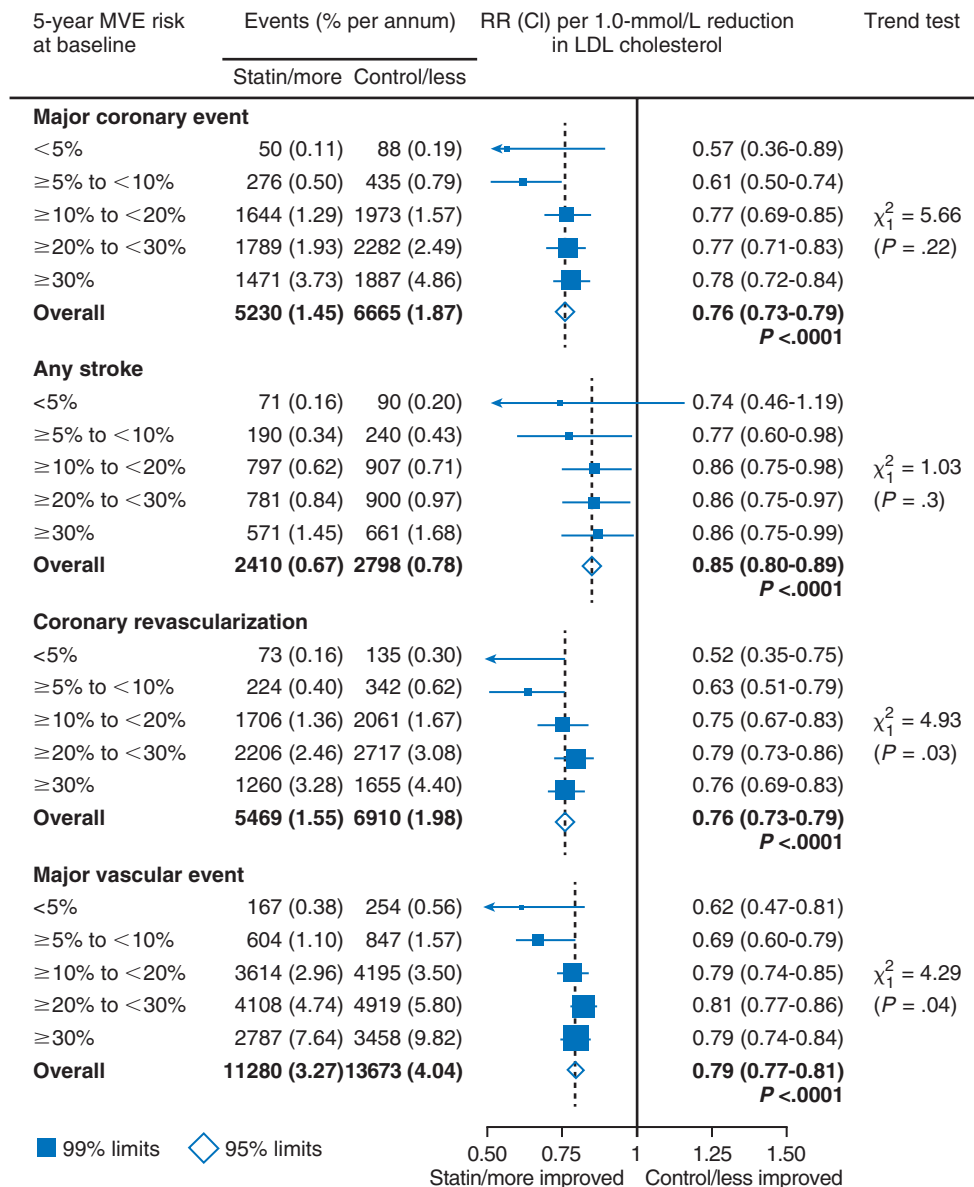 5-year MVE risk at baseline Events (% per annum) RR (CI) per 1.0-mmol/L reduction in LDL cholesterol Trend test
Statin/more Control/less
Major coronary event
<5% 50 (0.11) 88 (0.19) 0.57 (0.36-0.89)
≥5% to <10% 276 (0.50) 435 (0.79) 0.61 (0.50-0.74)
≥10% to <20% 1644 (1.29) 1973 (1.57) 0.77 (0.69-0.85) χ²₁ = 5.66
≥20% to <30% 1789 (1.93) 2282 (2.49) 0.77 (0.71-0.83) (P = .22)
≥30% 1471 (3.73) 1887 (4.86) 0.78 (0.72-0.84)
Overall 5230 (1.45) 6665 (1.87) 0.76 (0.73-0.79)
P <.0001
Any stroke
<5% 71 (0.16) 90 (0.20) 0.74 (0.46-1.19)
≥5% to <10% 190 (0.34) 240 (0.43) 0.77 (0.60-0.98)
≥10% to <20% 797 (0.62) 907 (0.71) 0.86 (0.75-0.98) χ²₁ = 1.03
≥20% to <30% 781 (0.84) 900 (0.97) 0.86 (0.75-0.97) (P = .3)
≥30% 571 (1.45) 661 (1.68) 0.86 (0.75-0.99)
Overall 2410 (0.67) 2798 (0.78) 0.85 (0.80-0.89)
P <.0001
Coronary revascularization
<5% 73 (0.16) 135 (0.30) 0.52 (0.35-0.75)
≥5% to <10% 224 (0.40) 342 (0.62) 0.63 (0.51-0.79)
≥10% to <20% 1706 (1.36) 2061 (1.67) 0.75 (0.67-0.83) χ²₁ = 4.93
≥20% to <30% 2206 (2.46) 2717 (3.08) 0.79 (0.73-0.86) (P = .03)
≥30% 1260 (3.28) 1655 (4.40) 0.76 (0.69-0.83)
Overall 5469 (1.55) 6910 (1.98) 0.76 (0.73-0.79)
P <.0001
Major vascular event
<5% 167 (0.38) 254 (0.56) 0.62 (0.47-0.81)
≥5% to <10% 604 (1.10) 847 (1.57) 0.69 (0.60-0.79)
≥10% to <20% 3614 (2.96) 4195 (3.50) 0.79 (0.74-0.85) χ²₁ = 4.29
≥20% to <30% 4108 (4.74) 4919 (5.80) 0.81 (0.77-0.86) (P = .04)
≥30% 2787 (7.64) 3458 (9.82) 0.79 (0.74-0.84)
Overall 11280 (3.27) 13673 (4.04) 0.79 (0.77-0.81)
P <.0001
99% limits 95% limits
0.50 0.75 1 1.25 1.50
Statin/more improved Control/less improved